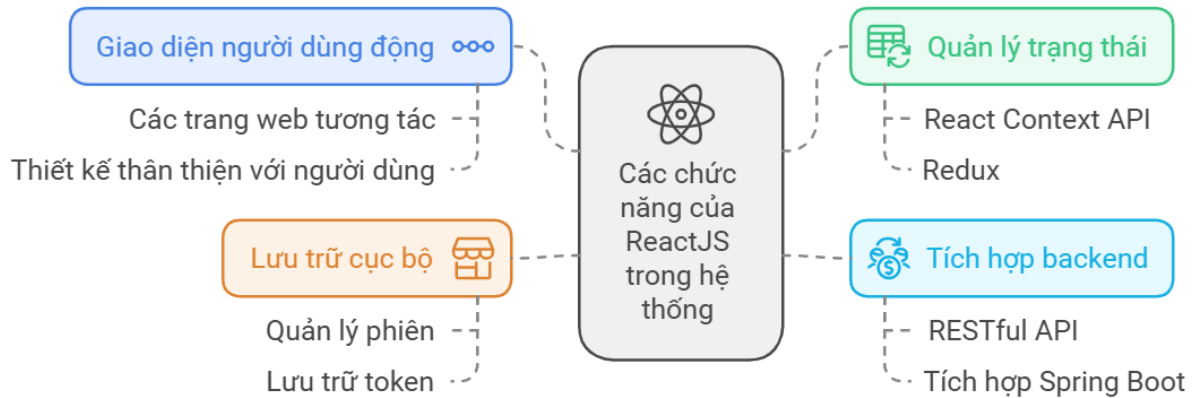 Giao diện người dùng động
Các trang web tương tác
Thiết kế thân thiện với người dùng
Lưu trữ cục bộ
Quản lý phiên
Lưu trữ token
Các chức
năng của
ReactJS
trong hệ
thống
Quản lý trạng thái
React Context API
Redux
Tích hợp backend
RESTful API
Tích hợp Spring Boot